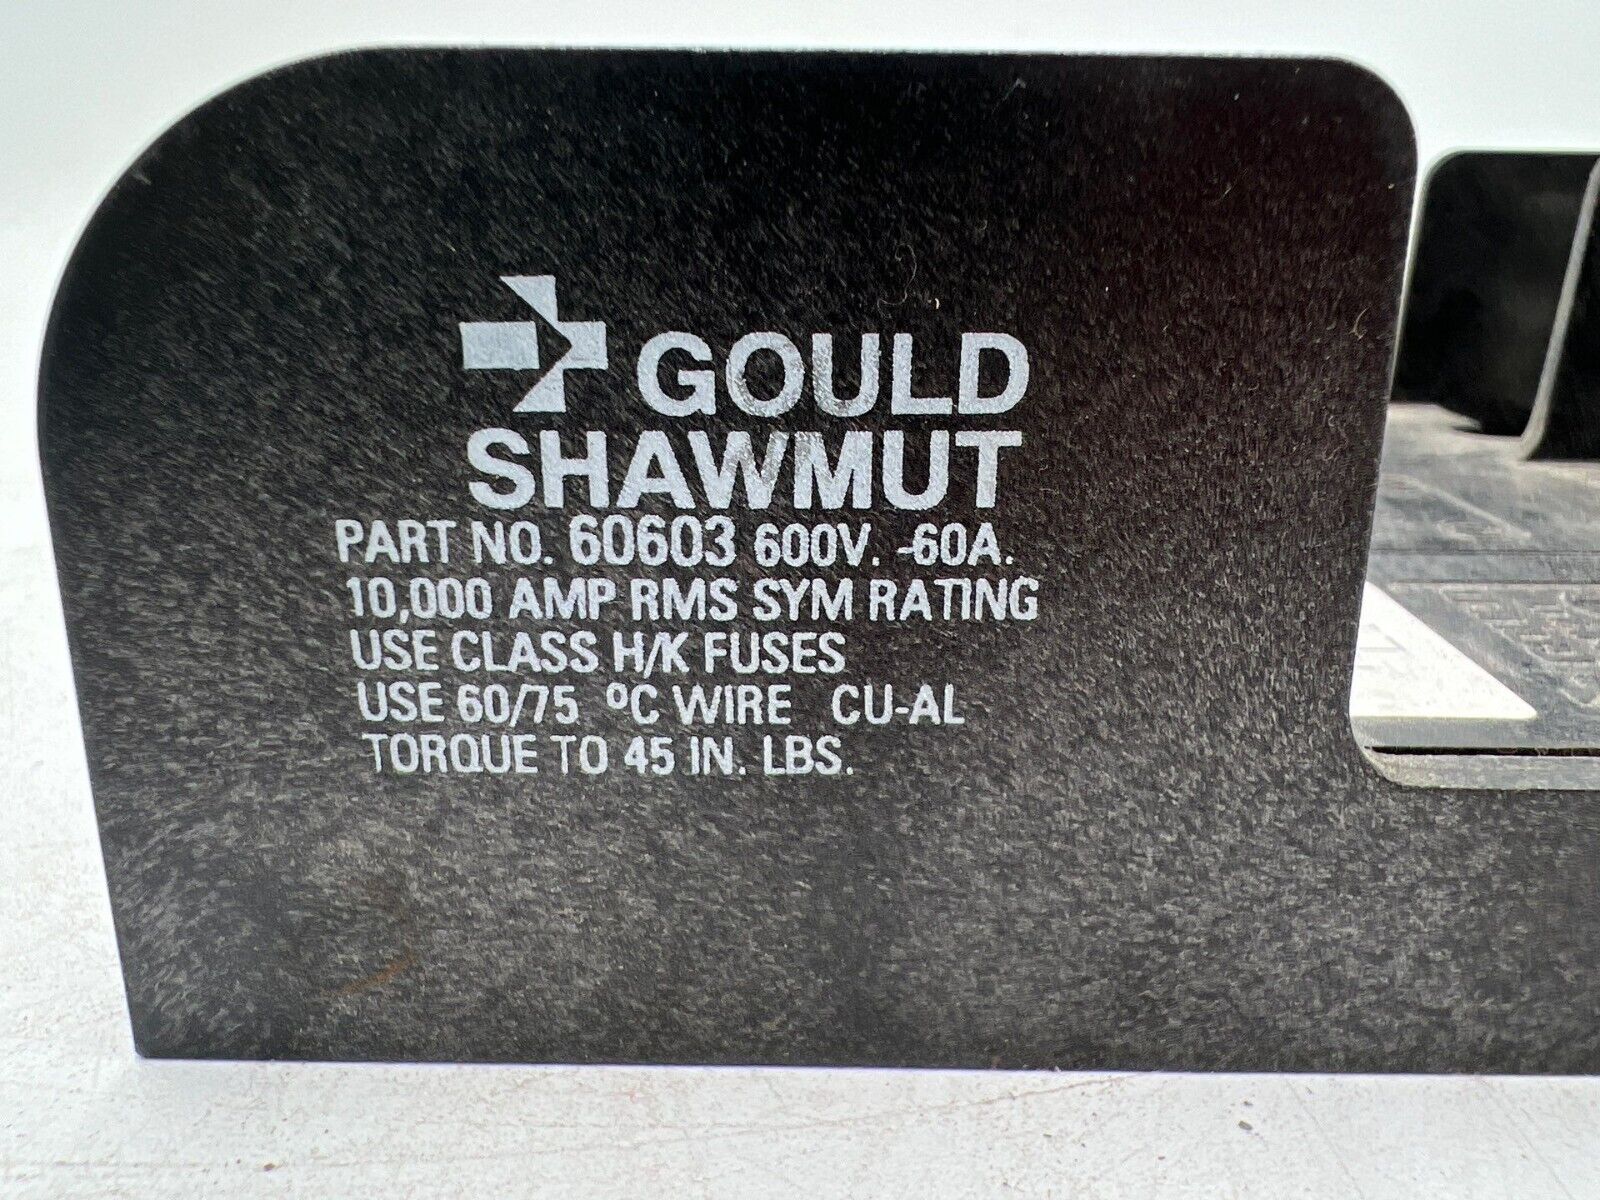 GOULD
SHAWMUT
PART NO. 60603 600V. -60A.
10,000 AMP RMS SYM RATING
USE CLASS H/K FUSES
USE 60/75 ºC WIRE CU-AL
TORQUE TO 45 IN. LBS.